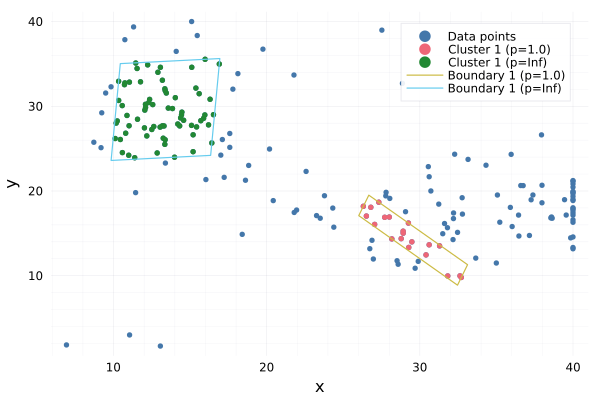 40
30
20
10
y
10
20
30
40
x
Data points
Cluster 1 (p=1.0)
Cluster 1 (p=Inf)
Boundary 1 (p=1.0)
Boundary 1 (p=Inf)